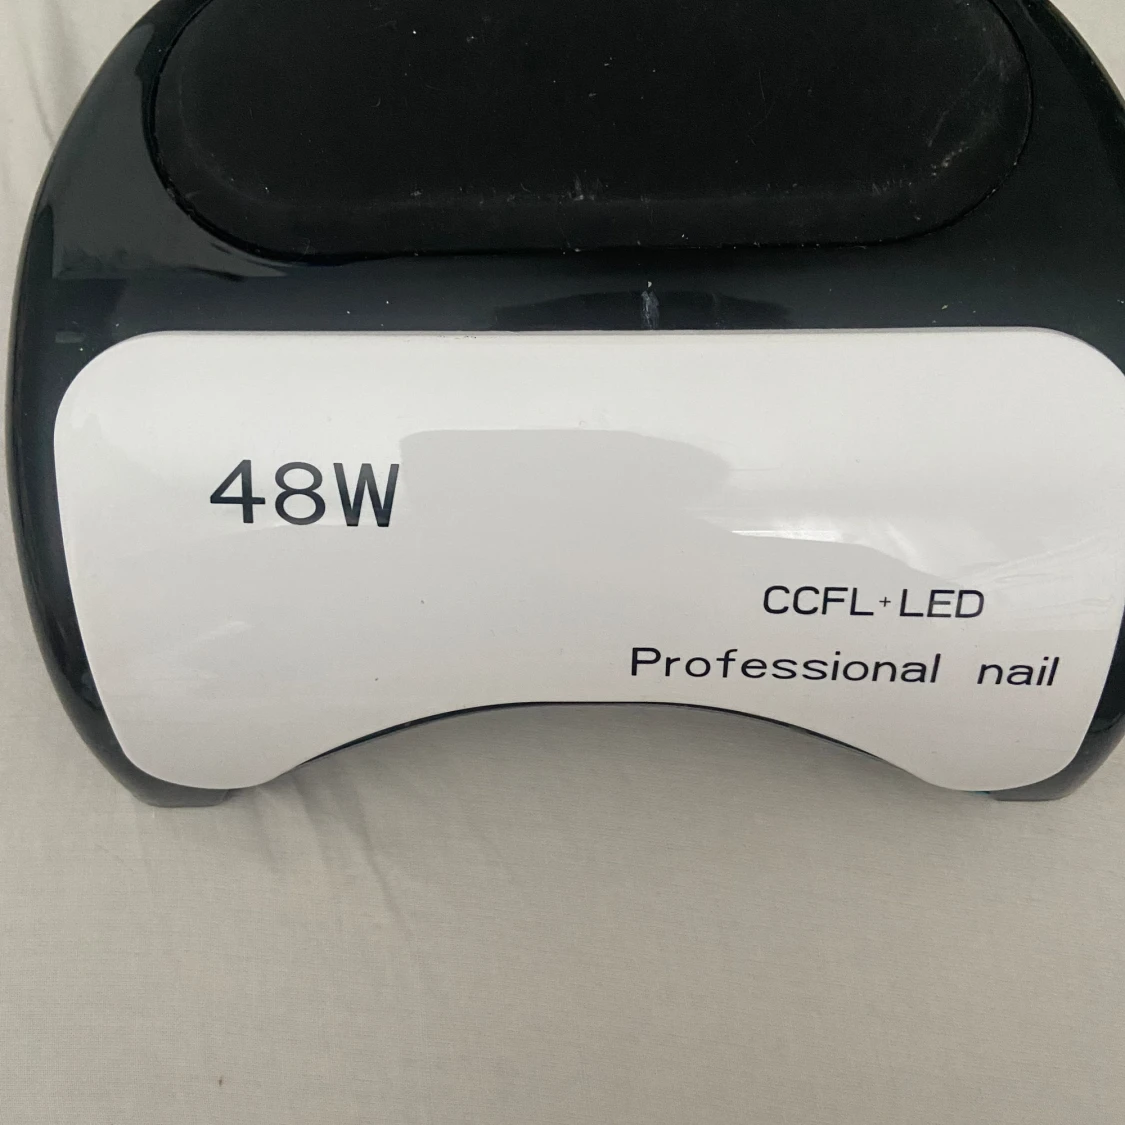 48W
CCFL+LED
Professional nail